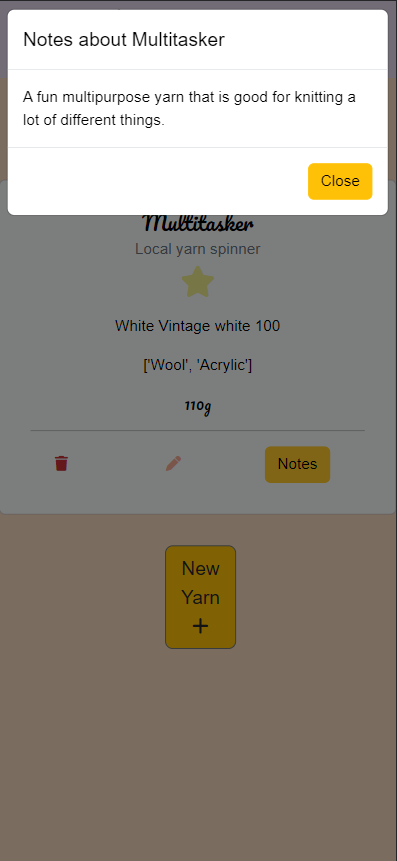 Notes about Multitasker
A fun multipurpose yarn that is good for knitting a
lot of different things.
Close
Multitasker
Local yarn spinner
White Vintage white 100
['Wool', 'Acrylic']
110g
Notes
New
Yarn
+